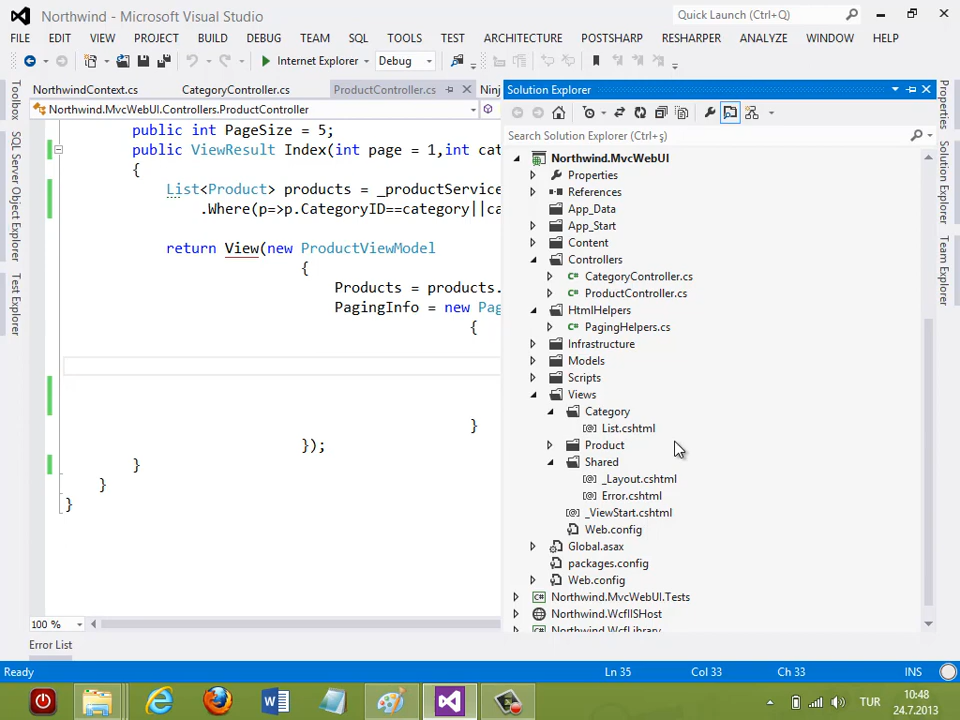 Northwind - Microsoft Visual Studio
Quick Launch (Ctrl+Q)
FILE EDIT VIEW PROJECT BUILD DEBUG TEAM SQL TOOLS TEST ARCHITECTURE POSTSHARP RESHARPER ANALYZE WINDOW HELP
Internet Explorer Debug
NorthwindContext.cs CategoryController.cs ProductController.cs Ninj
Northwind.MvcWebUI.Controllers.ProductController
public int PageSize = 5;
public ViewResult Index(int page = 1,int cat
{
List<Product> products = _productService
.Where(p=>p.CategoryID==category||ca
return View(new ProductViewModel
{
Products = products.
PagingInfo = new Pag
{
}
});
}
}
}
100 %
Error List
Toolbox
SQL Server Object Explorer
Test Explorer
Solution Explorer
Search Solution Explorer (Ctrl+ş)
Northwind.MvcWebUI
Properties
References
App_Data
App_Start
Content
Controllers
CategoryController.cs
ProductController.cs
HtmlHelpers
PagingHelpers.cs
Infrastructure
Models
Scripts
Views
Category
List.cshtml
Product
Shared
_Layout.cshtml
Error.cshtml
_ViewStart.cshtml
Web.config
Global.asax
packages.config
Web.config
Northwind.MvcWebUI.Tests
Northwind.WcfIISHost
Northwind.WcfLibrary
Properties
Team Explorer
Ready Ln 35 Col 33 Ch 33 INS
TUR
10:48
24.7.2013